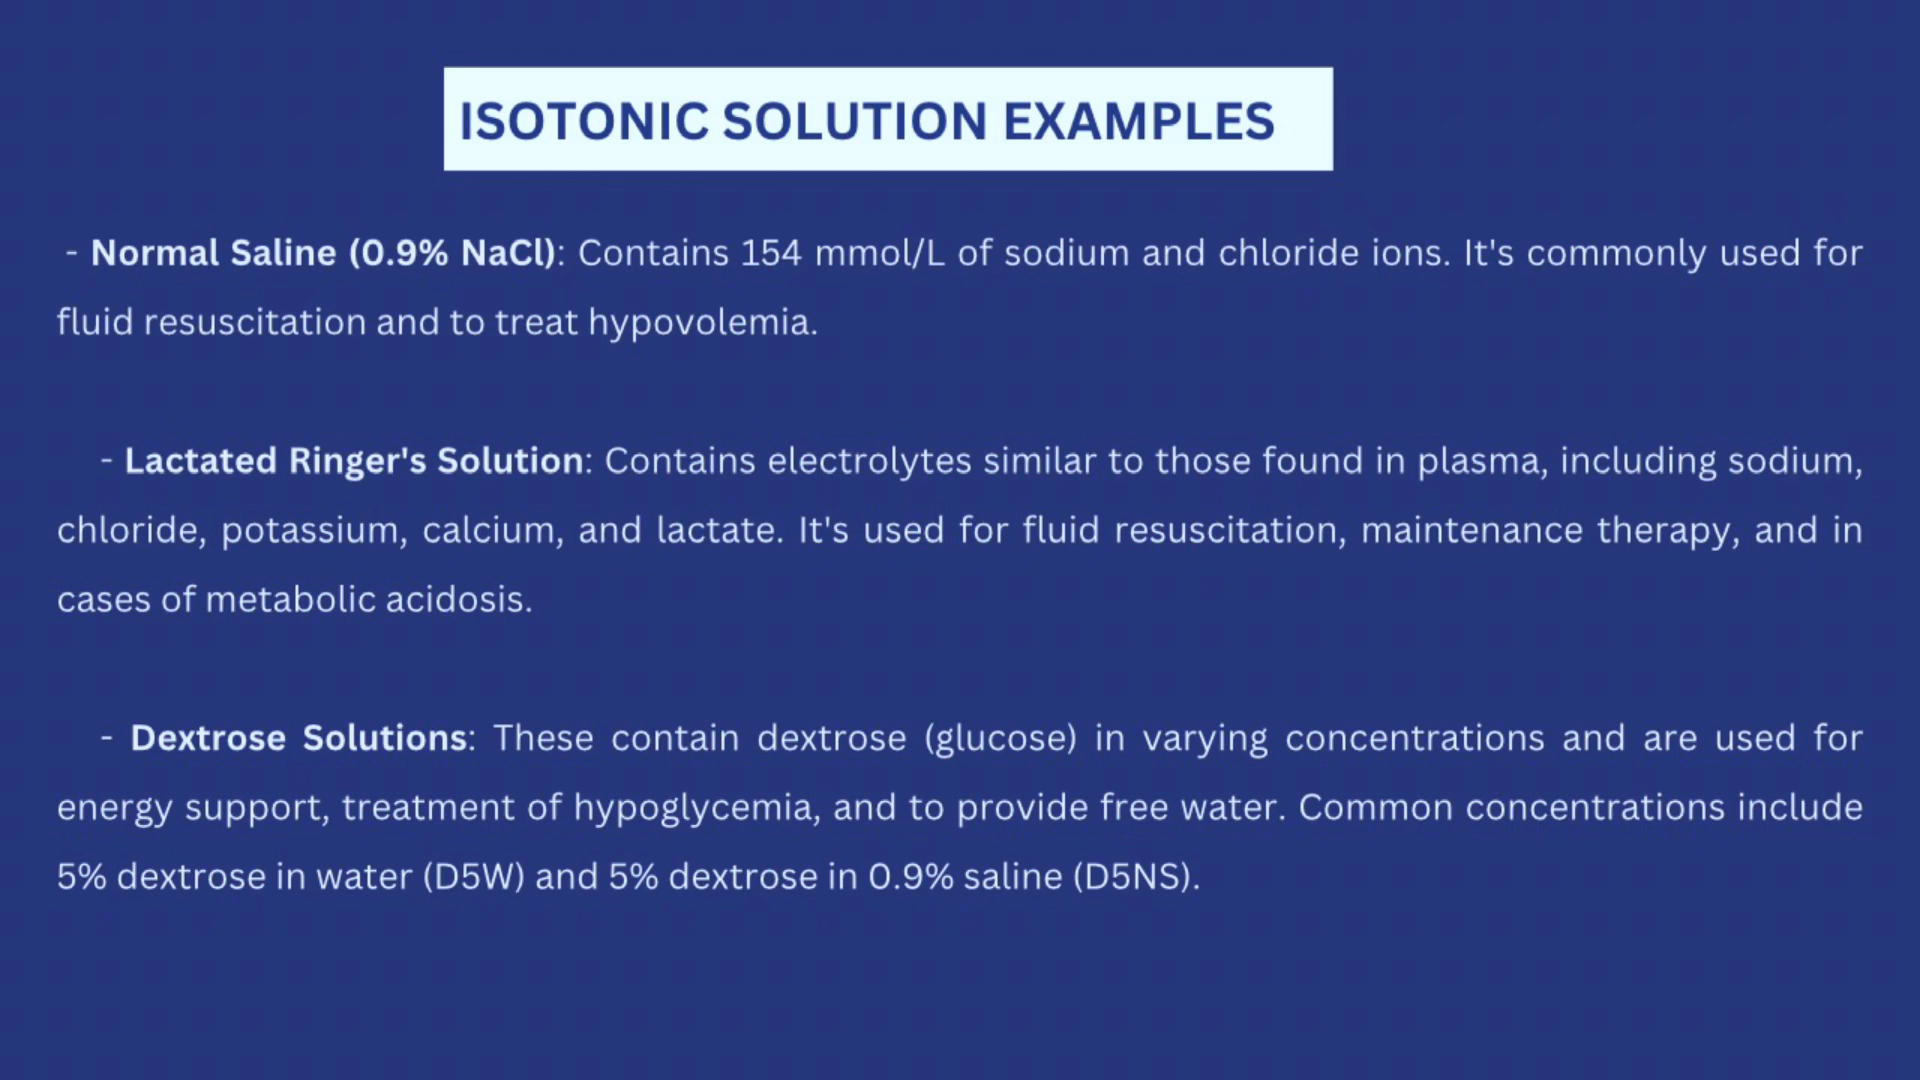 ISOTONIC SOLUTION EXAMPLES
- Normal Saline (0.9% NaCl): Contains 154 mmol/L of sodium and chloride ions. It's commonly used for
fluid resuscitation and to treat hypovolemia.
- Lactated Ringer's Solution: Contains electrolytes similar to those found in plasma, including sodium,
chloride, potassium, calcium, and lactate. It's used for fluid resuscitation, maintenance therapy, and in
cases of metabolic acidosis.
- Dextrose Solutions: These contain dextrose (glucose) in varying concentrations and are used for
energy support, treatment of hypoglycemia, and to provide free water. Common concentrations include
5% dextrose in water (D5W) and 5% dextrose in 0.9% saline (D5NS).